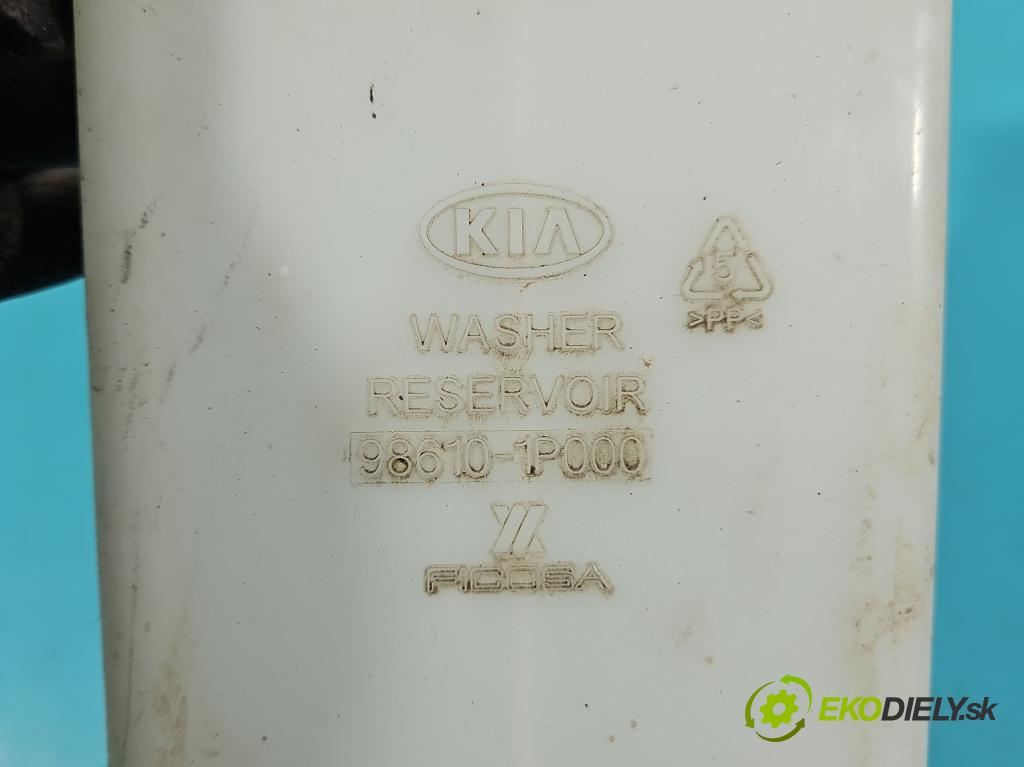 KIA
5
>PP<
WASHER
RESERVOIR
98610-1P000
FICOSA
EKODIELY.sk